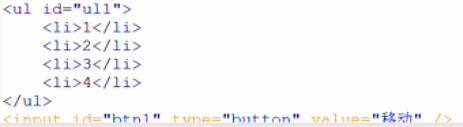 <ul id="ul1">
    <li>1</li>
    <li>2</li>
    <li>3</li>
    <li>4</li>
</ul>
<input id="btn1" type="button" value="移动" />